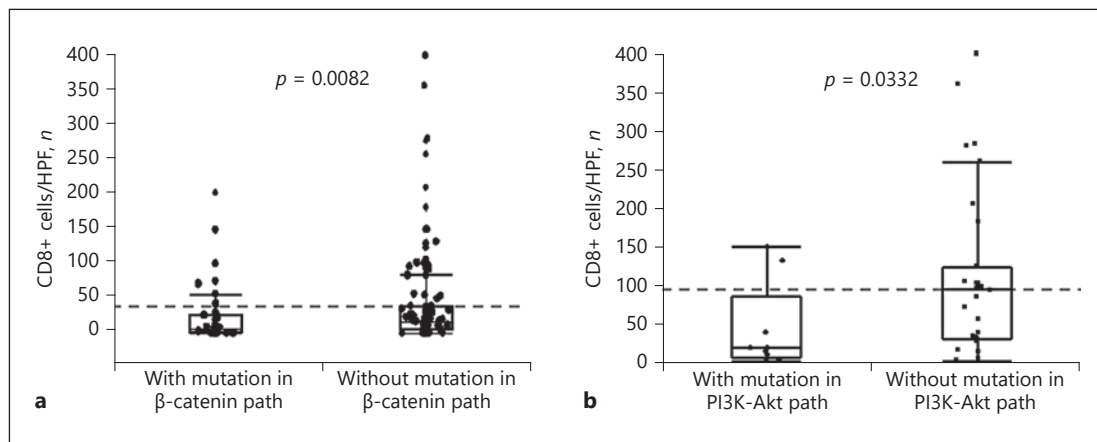 CD8+ cells/HPF, n
400
350
300
250
200
150
100
50
0
p = 0.0082
With mutation in
β-catenin path
Without mutation in
β-catenin path
a
CD8+ cells/HPF, n
400
350
300
250
200
150
100
50
0
p = 0.0332
With mutation in
PI3K-Akt path
Without mutation in
PI3K-Akt path
b